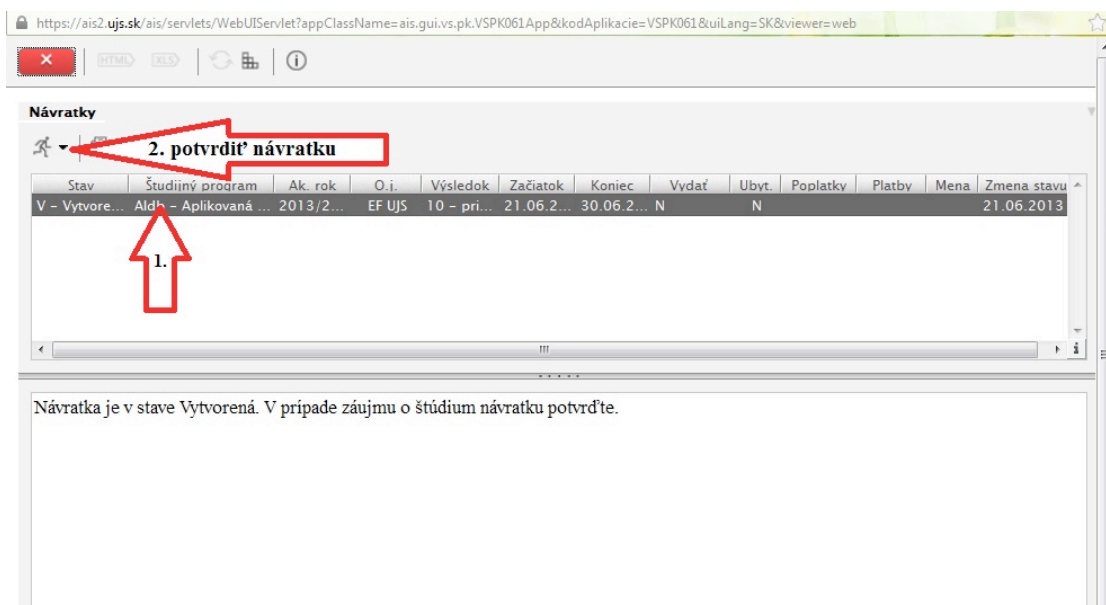 https://ais2.ujs.sk/ais/servlets/WebUIServlet?appClassName=ais.gui.vs.pk.VSPK061App&kodAplikacie=VSPK061&uiLang=SK&viewer=web
HTML XLS
Návratky
2. potvrdiť návratku
Stav Študijný program Ak. rok O.j. Výsledok Začiatok Koniec Vydať Ubyt. Poplatky Platby Mena Zmena stavu
V – Vytvore... AIdb – Aplikovaná ... 2013/2... EF UJS 10 – pri... 21.06.2... 30.06.2... N N 21.06.2013
1.
Návratka je v stave Vytvorená. V prípade záujmu o štúdium návratku potvrďte.